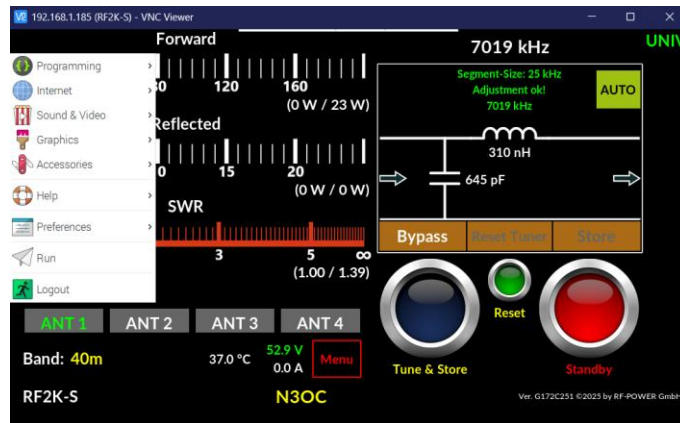 192.168.1.185 (RF2K-S) - VNC Viewer
Programming
Internet
Sound & Video
Graphics
Accessories
Help
Preferences
Run
Logout
Forward
120 160
(0 W / 23 W)
Reflected
0 15 20
(0 W / 0 W)
SWR
3 5 ∞
(1.00 / 1.39)
7019 kHz
Segment-Size: 25 kHz
Adjustment ok!
7019 kHz
AUTO
310 nH
645 pF
Bypass Reset Tuner Store
Tune & Store
Reset
Standby
ANT 1 ANT 2 ANT 3 ANT 4
Band: 40m
37.0 °C
52.9 V
0.0 A
Menu
RF2K-S
N3OC
Ver. G172C251 ©2025 by RF-POWER GmbH